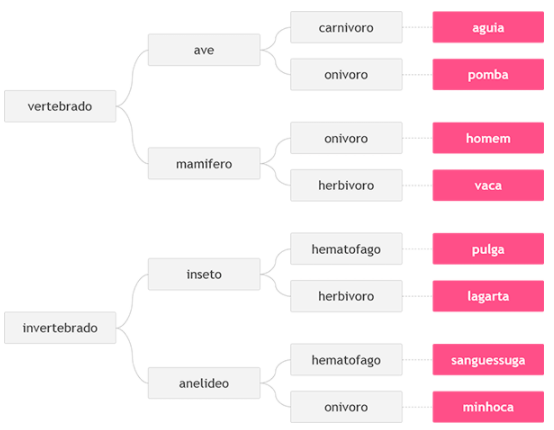 carnivoro aguia
ave
onivoro pomba
vertebrado
onivoro homem
mamifero
herbivoro vaca
hematofago pulga
inseto
herbivoro lagarta
invertebrado
hematofago sanguessuga
anelideo
onivoro minhoca